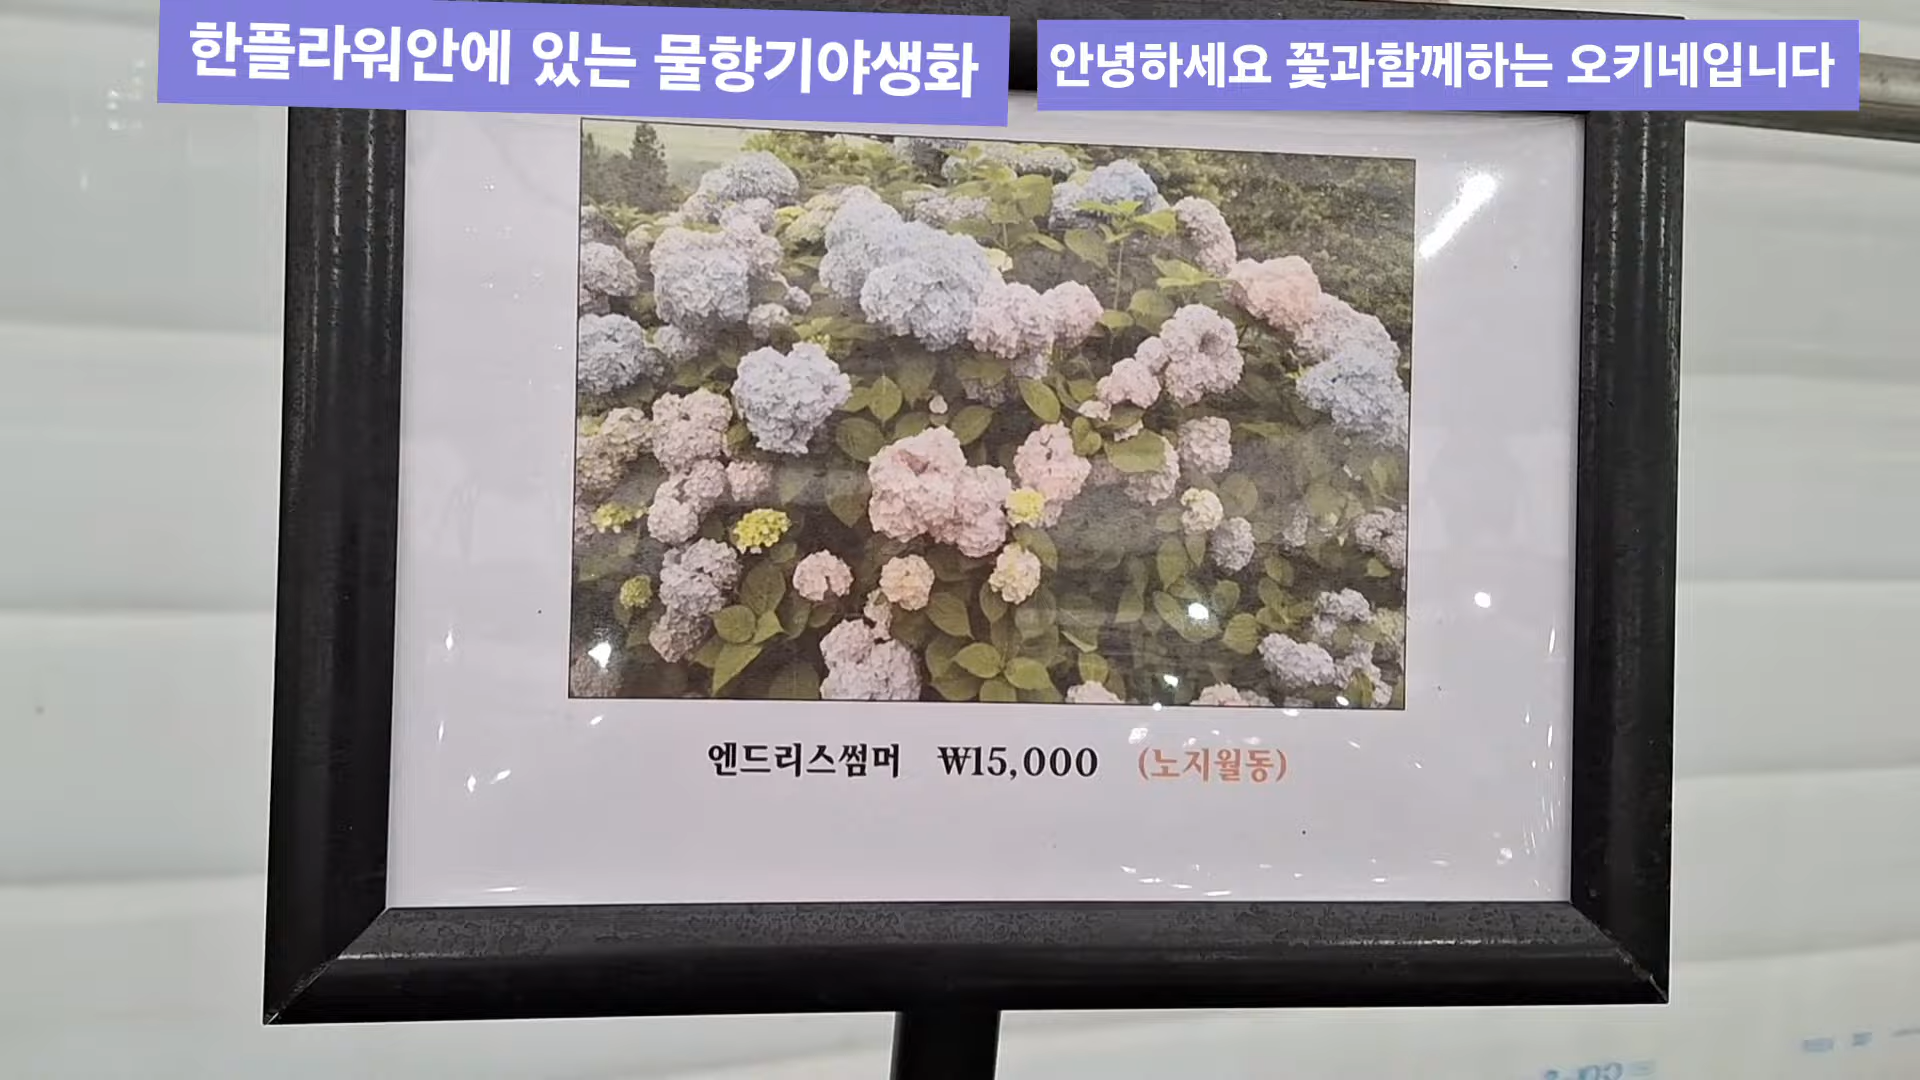 한플라워안에 있는 물향기야생화
안녕하세요 꽃과함께하는 오키네입니다
엔드리스썸머 ₩15,000 (노지월동)